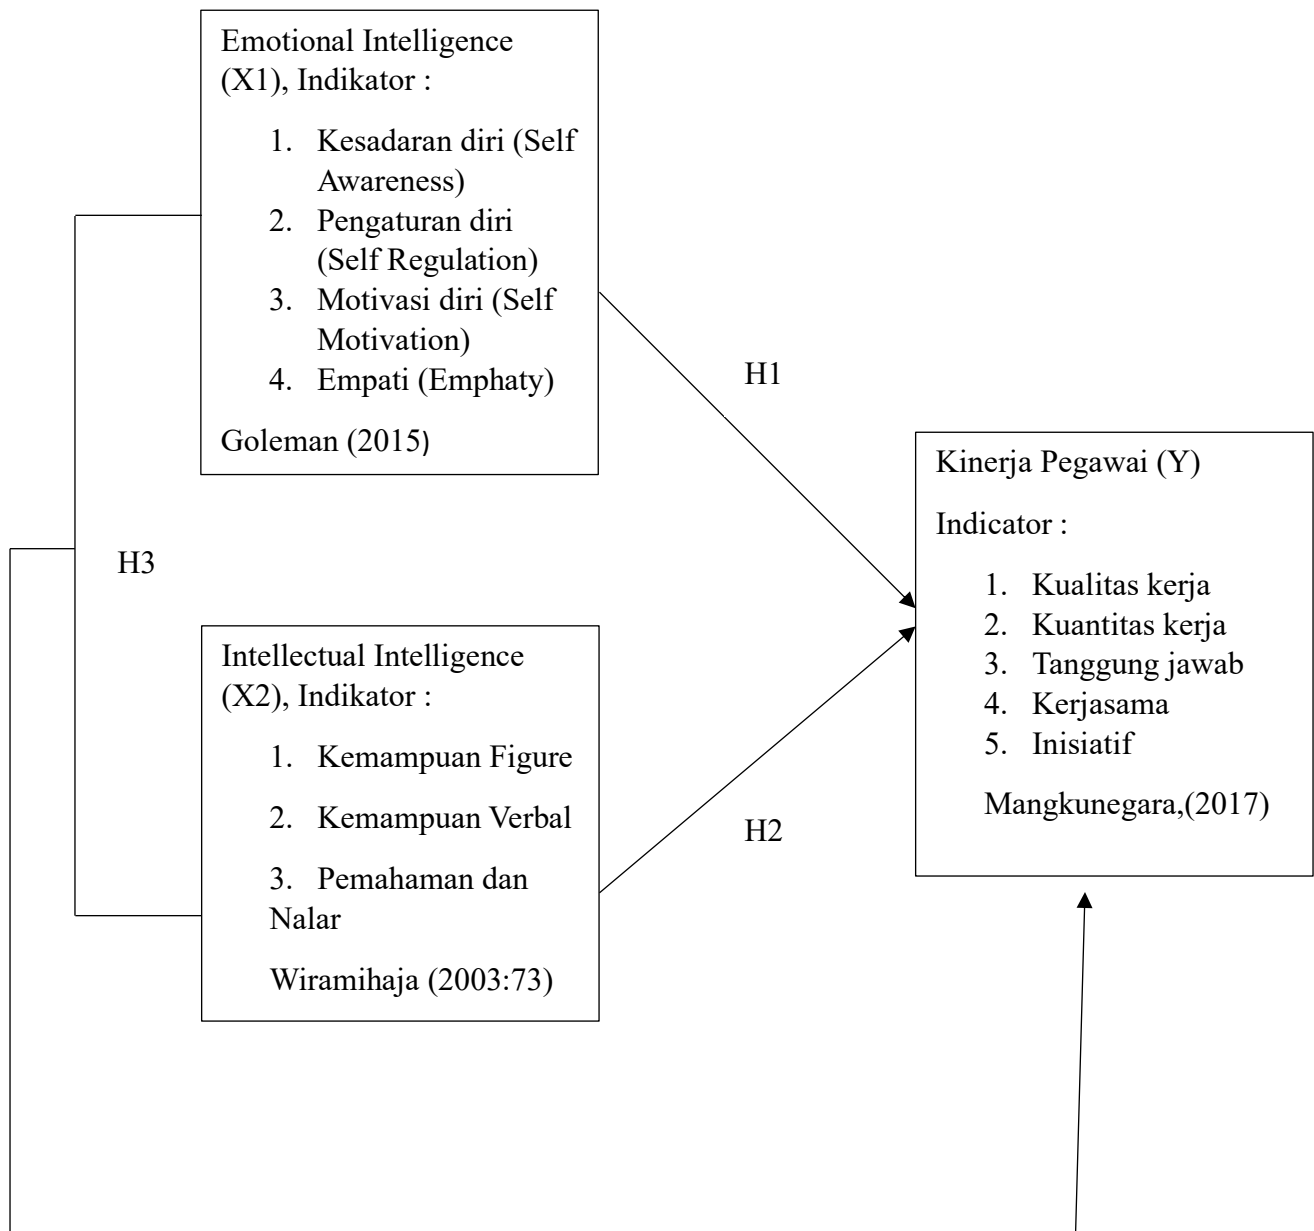 Emotional Intelligence
(X1), Indikator :
1. Kesadaran diri (Self
Awareness)
2. Pengaturan diri
(Self Regulation)
3. Motivasi diri (Self
Motivation)
4. Empati (Emphaty)
Goleman (2015)
H1
H3
Intellectual Intelligence
(X2), Indikator :
1. Kemampuan Figure
2. Kemampuan Verbal
3. Pemahaman dan
Nalar
Wiramihaja (2003:73)
H2
Kinerja Pegawai (Y)
Indicator :
1. Kualitas kerja
2. Kuantitas kerja
3. Tanggung jawab
4. Kerjasama
5. Inisiatif
Mangkunegara,(2017)